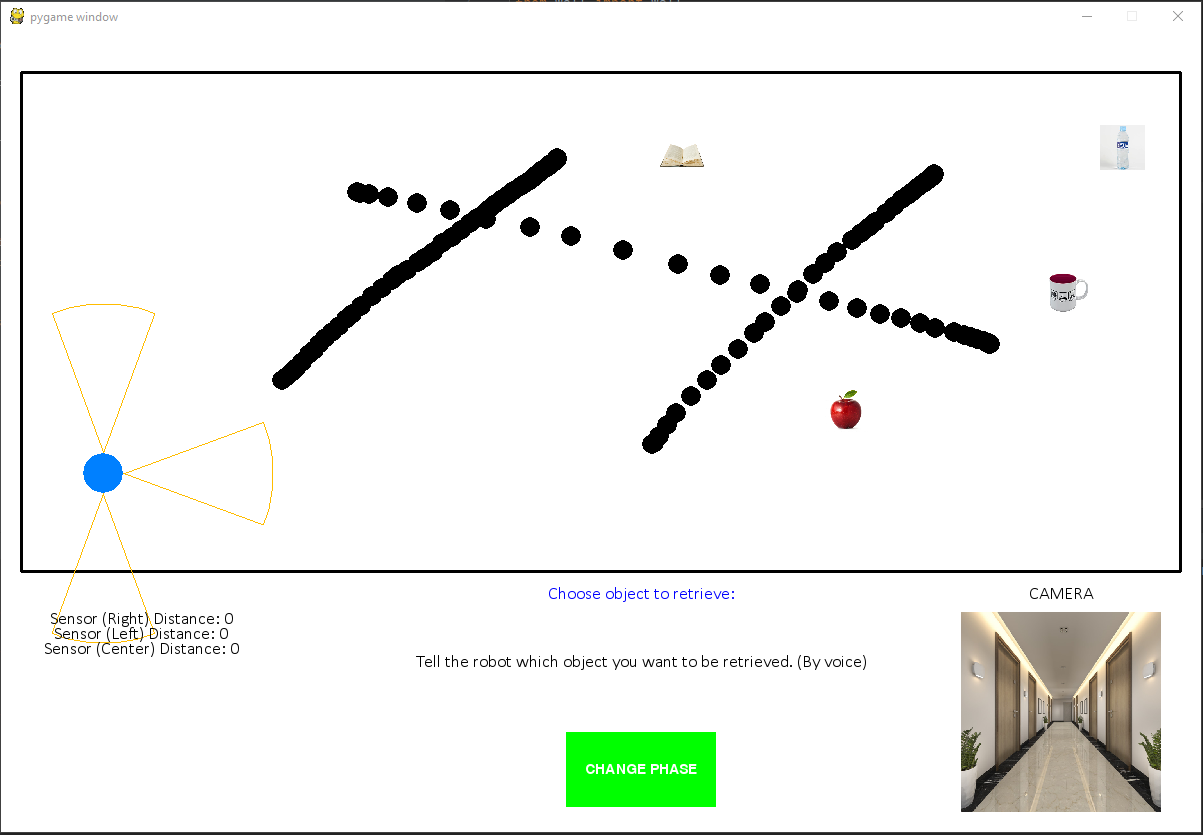 pygame window
Choose object to retrieve:
CAMERA
Sensor (Right) Distance: 0
Sensor (Left) Distance: 0
Sensor (Center) Distance: 0
Tell the robot which object you want to be retrieved. (By voice)
CHANGE PHASE